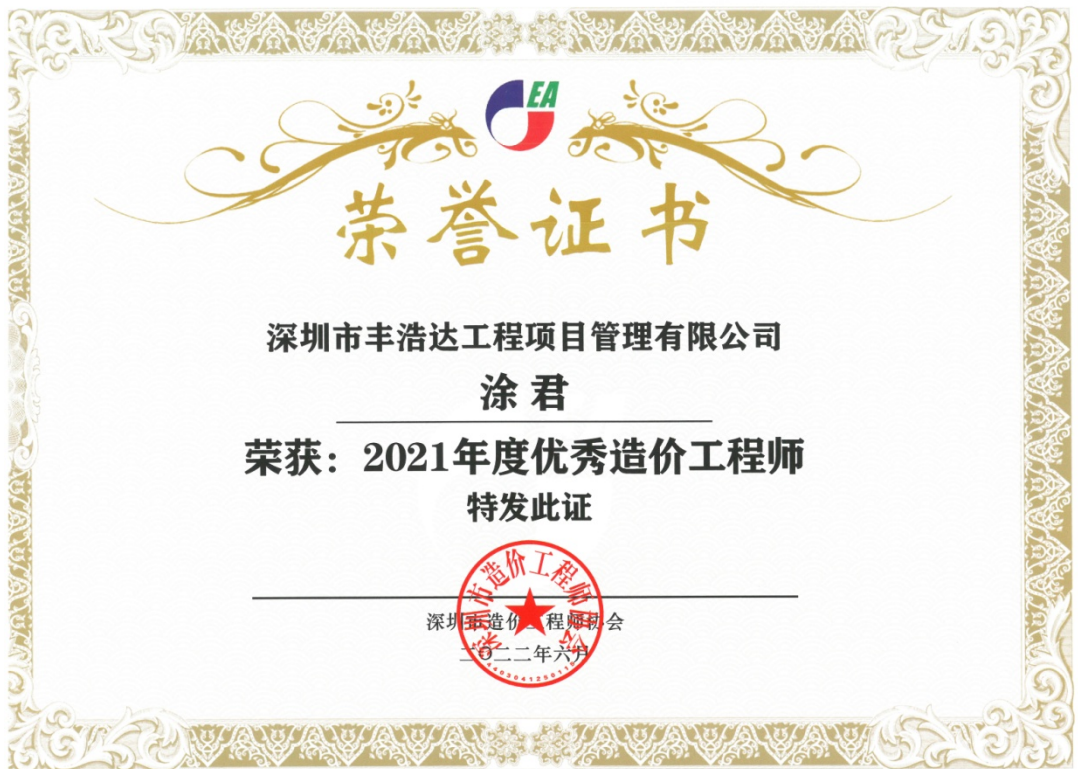 EA
荣誉证书
深圳市丰浩达工程项目管理有限公司
涂君
荣获：2021年度优秀造价工程师
特发此证
深圳市造价工程师协会
二〇二二年六月